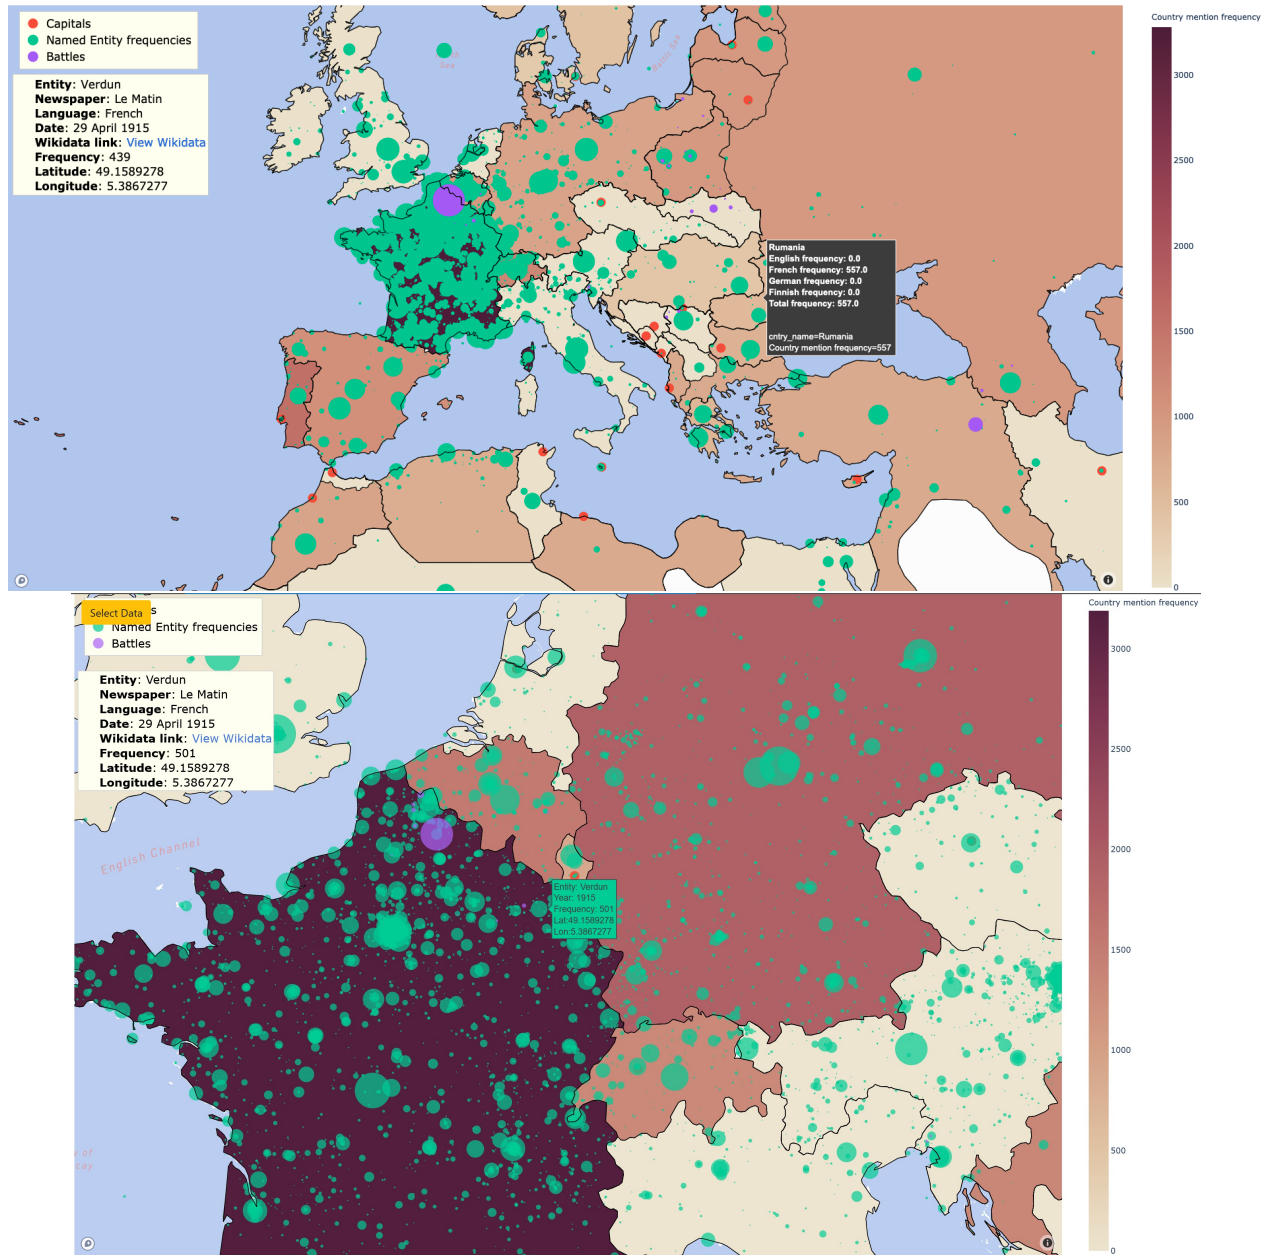 Capitals
Named Entity frequencies
Battles
Entity: Verdun
Newspaper: Le Matin
Language: French
Date: 29 April 1915
Wikidata link: View Wikidata
Frequency: 439
Latitude: 49.1589278
Longitude: 5.3867277
Sea
Baltic Sea
Rumania
English frequency: 0.0
French frequency: 557.0
German frequency: 0.0
Finnish frequency: 0.0
Total frequency: 557.0
cntry_name=Rumania
Country mention frequency=557
Country mention frequency
3000
2500
2000
1500
1000
500
0
Select Data
s
Named Entity frequencies
Battles
Entity: Verdun
Newspaper: Le Matin
Language: French
Date: 29 April 1915
Wikidata link: View Wikidata
Frequency: 501
Latitude: 49.1589278
Longitude: 5.3867277
English Channel
y of
cay
Entity: Verdun
Year: 1915
Frequency: 501
Lat:49.1589278
Lon:5.3867277
Country mention frequency
3000
2500
2000
1500
1000
500
0